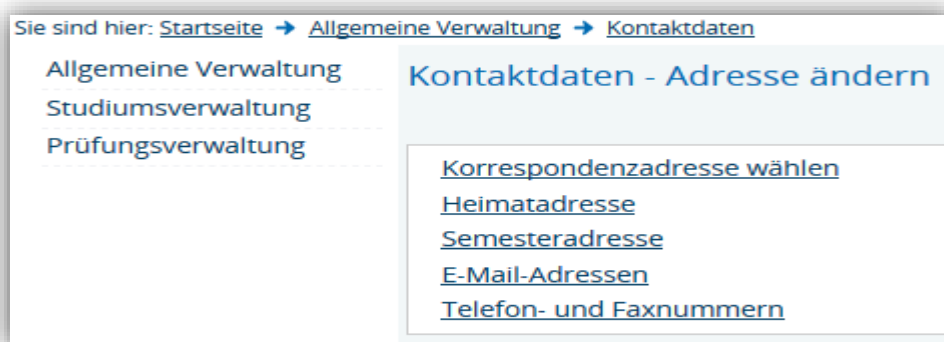 Sie sind hier: Startseite → Allgemeine Verwaltung → Kontaktdaten
Allgemeine Verwaltung
Studiumsverwaltung
Prüfungsverwaltung
Kontaktdaten - Adresse ändern
Korrespondenzadresse wählen
Heimatadresse
Semesteradresse
E-Mail-Adressen
Telefon- und Faxnummern